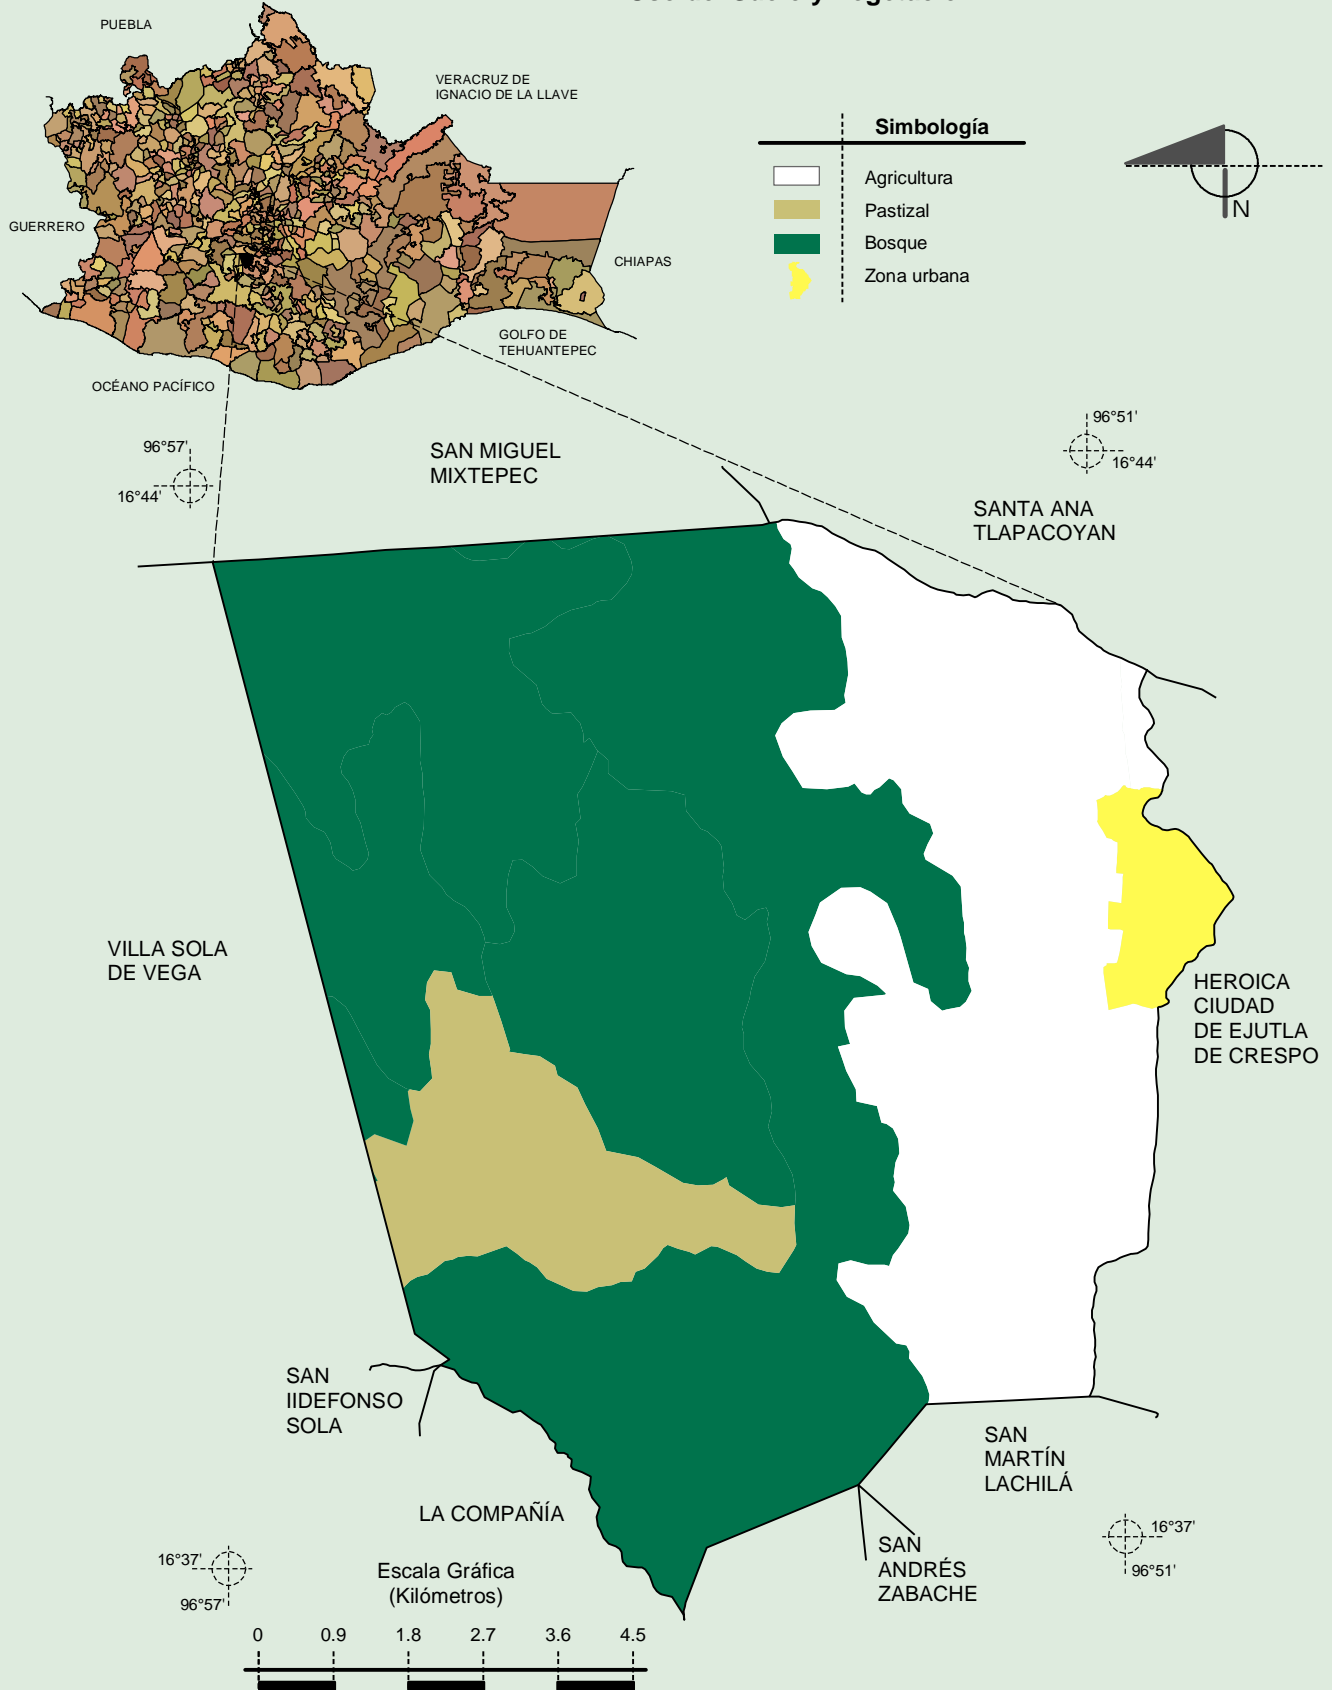 PUEBLA
VERACRUZ DE
IGNACIO DE LA LLAVE
GUERRERO
CHIAPAS
GOLFO DE
TEHUANTEPEC
OCÉANO PACÍFICO
Simbología
Agricultura
Pastizal
Bosque
Zona urbana
N
96°57'
16°44'
SAN MIGUEL
MIXTEPEC
96°51'
16°44'
SANTA ANA
TLAPACOYAN
VILLA SOLA
DE VEGA
HEROICA
CIUDAD
DE EJUTLA
DE CRESPO
SAN
IIDEFONSO
SOLA
SAN
MARTÍN
LACHILÁ
LA COMPAÑÍA
SAN
ANDRÉS
ZABACHE
16°37'
96°57'
16°37'
96°51'
Escala Gráfica
(Kilómetros)
0 0.9 1.8 2.7 3.6 4.5